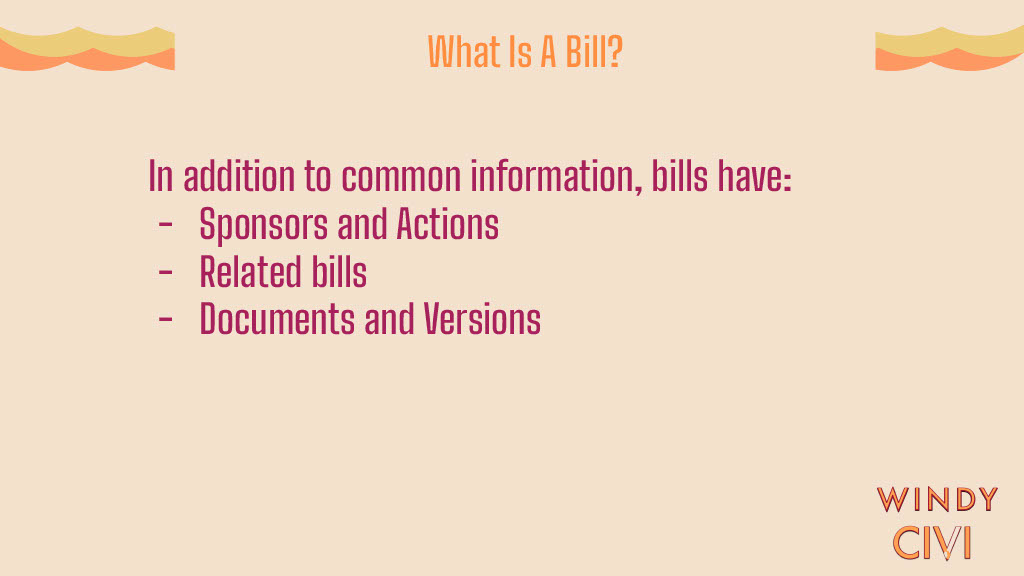 What Is A Bill?
In addition to common information, bills have:
- Sponsors and Actions
- Related bills
- Documents and Versions
WINDY
CIVI